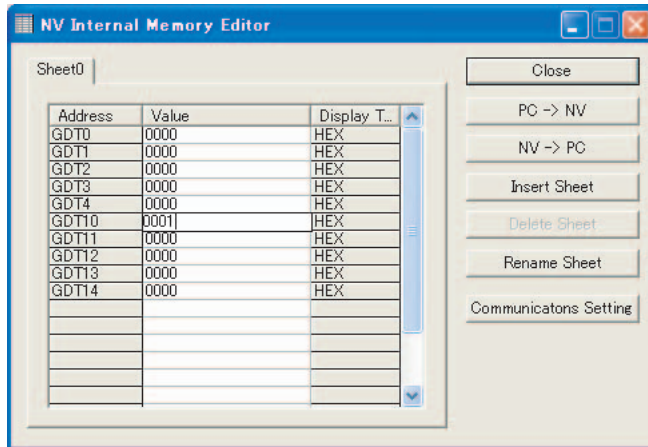 NV Internal Memory Editor
Sheet0
Address Value Display T...
GDT0 0000 HEX
GDT1 0000 HEX
GDT2 0000 HEX
GDT3 0000 HEX
GDT4 0000 HEX
GDT10 0001 HEX
GDT11 0000 HEX
GDT12 0000 HEX
GDT13 0000 HEX
GDT14 0000 HEX
Close
PC -> NV
NV -> PC
Insert Sheet
Delete Sheet
Rename Sheet
Communicatons Setting